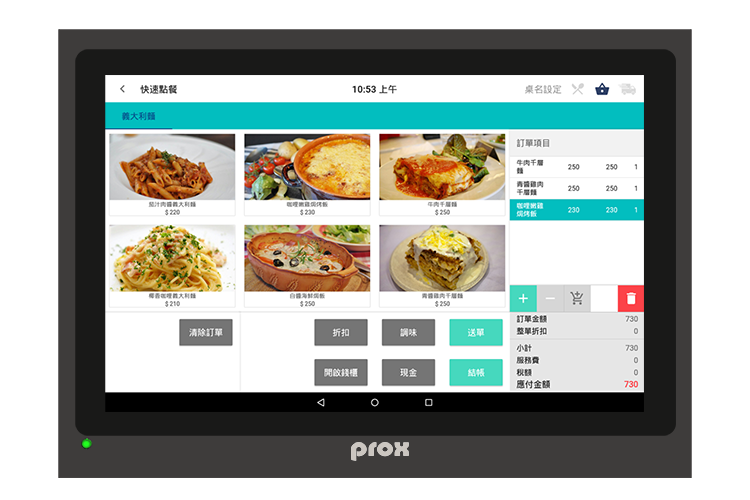 快速點餐
10:53 上午
桌名設定
義大利麵
訂單項目
茄汁肉醬義大利麵
$ 220
咖哩嫩雞焗烤飯
$ 230
牛肉千層麵
$ 250
牛肉千層
麵
250
250
1
青醬雞肉
千層麵
250
250
1
咖哩嫩雞
焗烤飯
230
230
1
椰香咖哩義大利麵
$ 210
白醬海鮮焗飯
$ 250
青醬雞肉千層麵
$ 250
清除訂單
折扣
調味
送單
開啟錢櫃
現金
結帳
訂單金額 730
整單折扣 0
小計 730
服務費 0
稅額 0
應付金額 730
prox